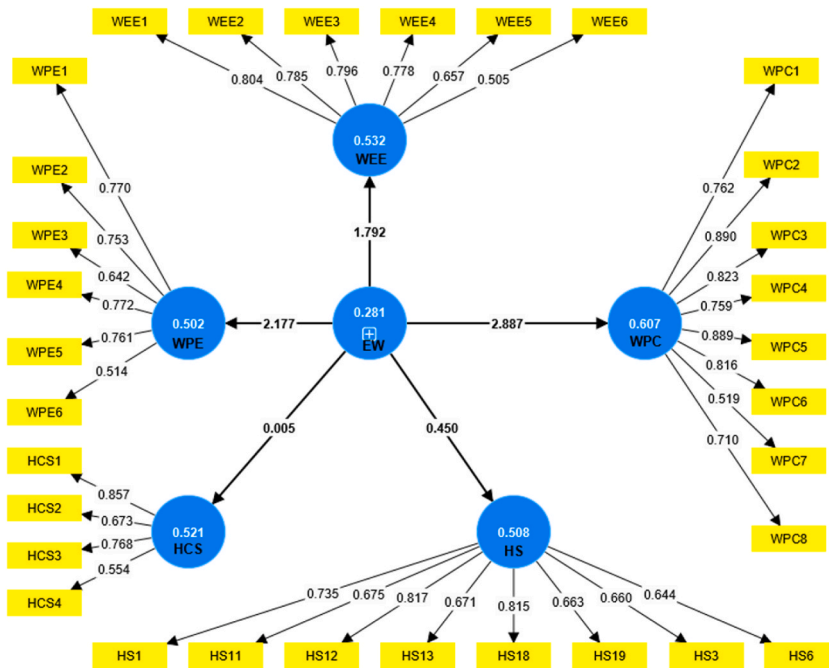 WEE1 WEE2 WEE3 WEE4 WEE5 WEE6
0.804 0.785 0.796 0.778 0.657 0.505
0.532
WEE
1.792
WPE1
WPE2
WPE3
WPE4
WPE5
WPE6
0.770
0.753
0.642
0.772
0.761
0.514
0.502
WPE
2.177
0.281
EW
2.887
0.607
WPC
0.762
0.890
0.823
0.759
0.889
0.816
0.519
0.710
WPC1
WPC2
WPC3
WPC4
WPC5
WPC6
WPC7
WPC8
0.005
0.450
HCS1
HCS2
HCS3
HCS4
0.857
0.673
0.768
0.554
0.521
HCS
0.508
HS
0.735 0.675 0.817 0.671 0.815 0.663 0.660 0.644
HS1 HS11 HS12 HS13 HS18 HS19 HS3 HS6